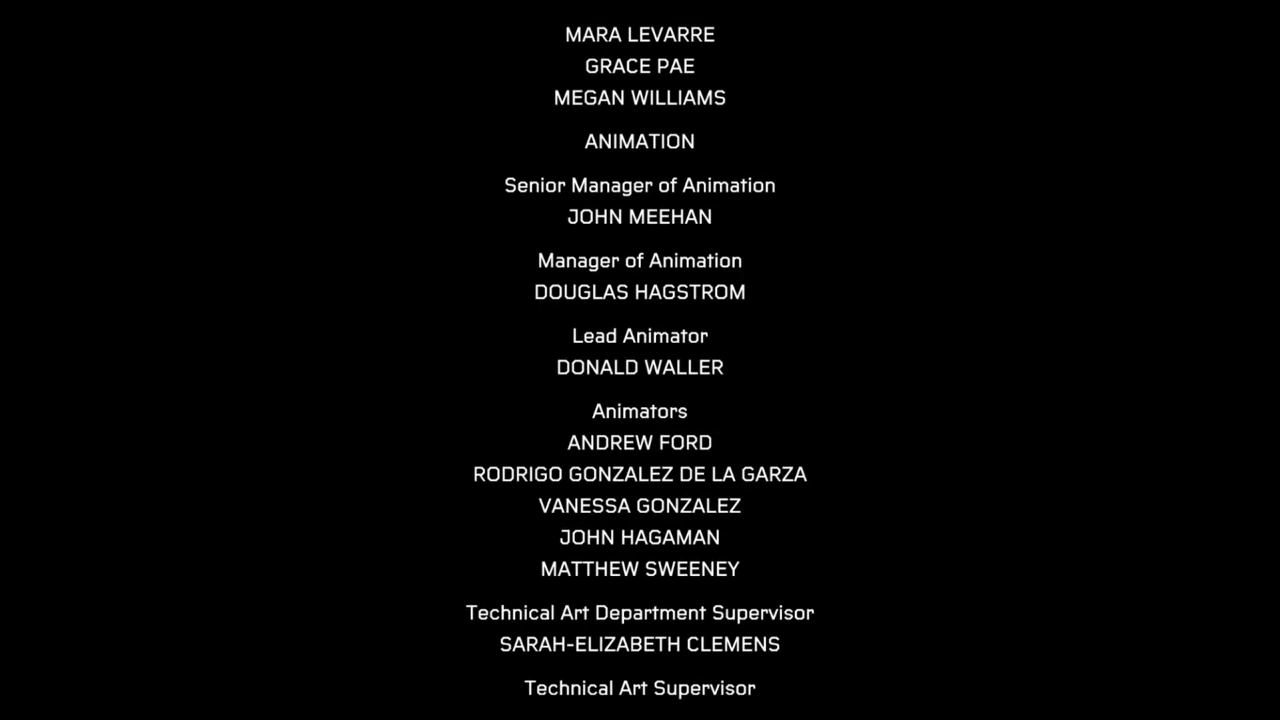 MARA LEVARRE
GRACE PAE
MEGAN WILLIAMS
ANIMATION
Senior Manager of Animation
JOHN MEEHAN
Manager of Animation
DOUGLAS HAGSTROM
Lead Animator
DONALD WALLER
Animators
ANDREW FORD
RODRIGO GONZALEZ DE LA GARZA
VANESSA GONZALEZ
JOHN HAGAMAN
MATTHEW SWEENEY
Technical Art Department Supervisor
SARAH-ELIZABETH CLEMENS
Technical Art Supervisor